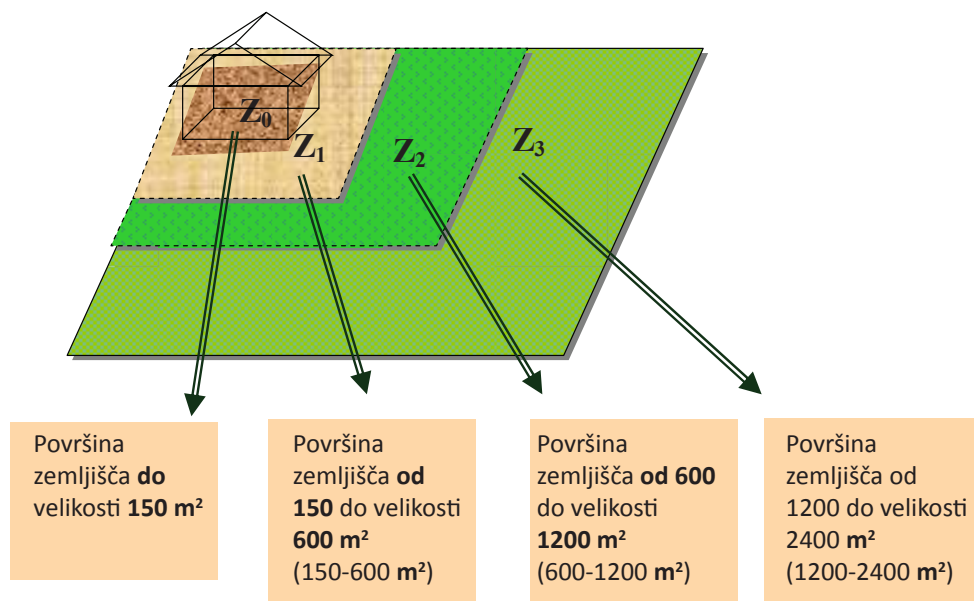 Z₀
Z₁
Z₂
Z₃
Površina
zemljišča do
velikosti 150 m²
Površina
zemljišča od
150 do velikosti
600 m²
(150-600 m²)
Površina
zemljišča od 600
do velikosti
1200 m²
(600-1200 m²)
Površina
zemljišča od
1200 do velikosti
2400 m²
(1200-2400 m²)